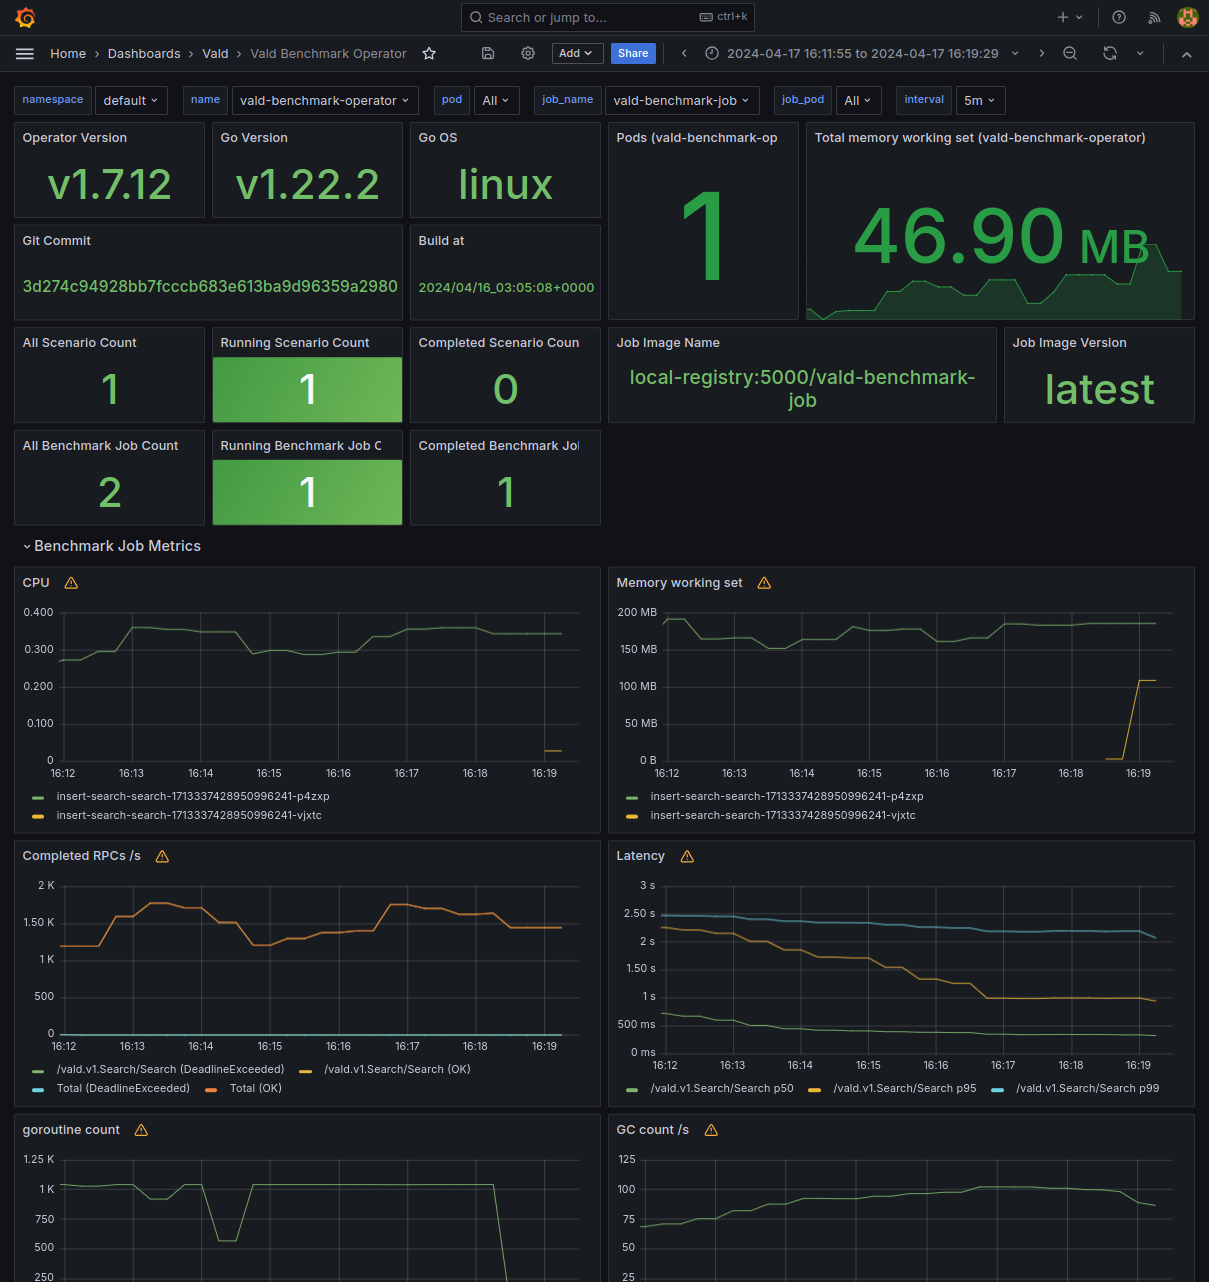 Search or jump to... ctrl+k
Home › Dashboards › Vald › Vald Benchmark Operator Add Share 2024-04-17 16:11:55 to 2024-04-17 16:19:29
namespace default name vald-benchmark-operator pod All job_name vald-benchmark-job job_pod All interval 5m
Operator Version
v1.7.12
Go Version
v1.22.2
Go OS
linux
Pods (vald-benchmark-op
1
Total memory working set (vald-benchmark-operator)
46.90 MB
Git Commit
3d274c94928bb7fcccb683e613ba9d96359a2980
Build at
2024/04/16_03:05:08+0000
All Scenario Count
1
Running Scenario Count
1
Completed Scenario Coun
0
Job Image Name
local-registry:5000/vald-benchmark-
job
Job Image Version
latest
All Benchmark Job Count
2
Running Benchmark Job C
1
Completed Benchmark Jol
1
Benchmark Job Metrics
CPU
0.400
0.300
0.200
0.100
0
16:12 16:13 16:14 16:15 16:16 16:17 16:18 16:19
insert-search-search-1713337428950996241-p4zxp
insert-search-search-1713337428950996241-vjxtc
Memory working set
200 MB
150 MB
100 MB
50 MB
0 B
16:12 16:13 16:14 16:15 16:16 16:17 16:18 16:19
insert-search-search-1713337428950996241-p4zxp
insert-search-search-1713337428950996241-vjxtc
Completed RPCs /s
2 K
1.50 K
1 K
500
0
16:12 16:13 16:14 16:15 16:16 16:17 16:18 16:19
/vald.v1.Search/Search (DeadlineExceeded) /vald.v1.Search/Search (OK)
Total (DeadlineExceeded) Total (OK)
Latency
3 s
2.50 s
2 s
1.50 s
1 s
500 ms
0 ms
16:12 16:13 16:14 16:15 16:16 16:17 16:18 16:19
/vald.v1.Search/Search p50 /vald.v1.Search/Search p95 /vald.v1.Search/Search p99
goroutine count
1.25 K
1 K
750
500
250
GC count /s
125
100
75
50
25